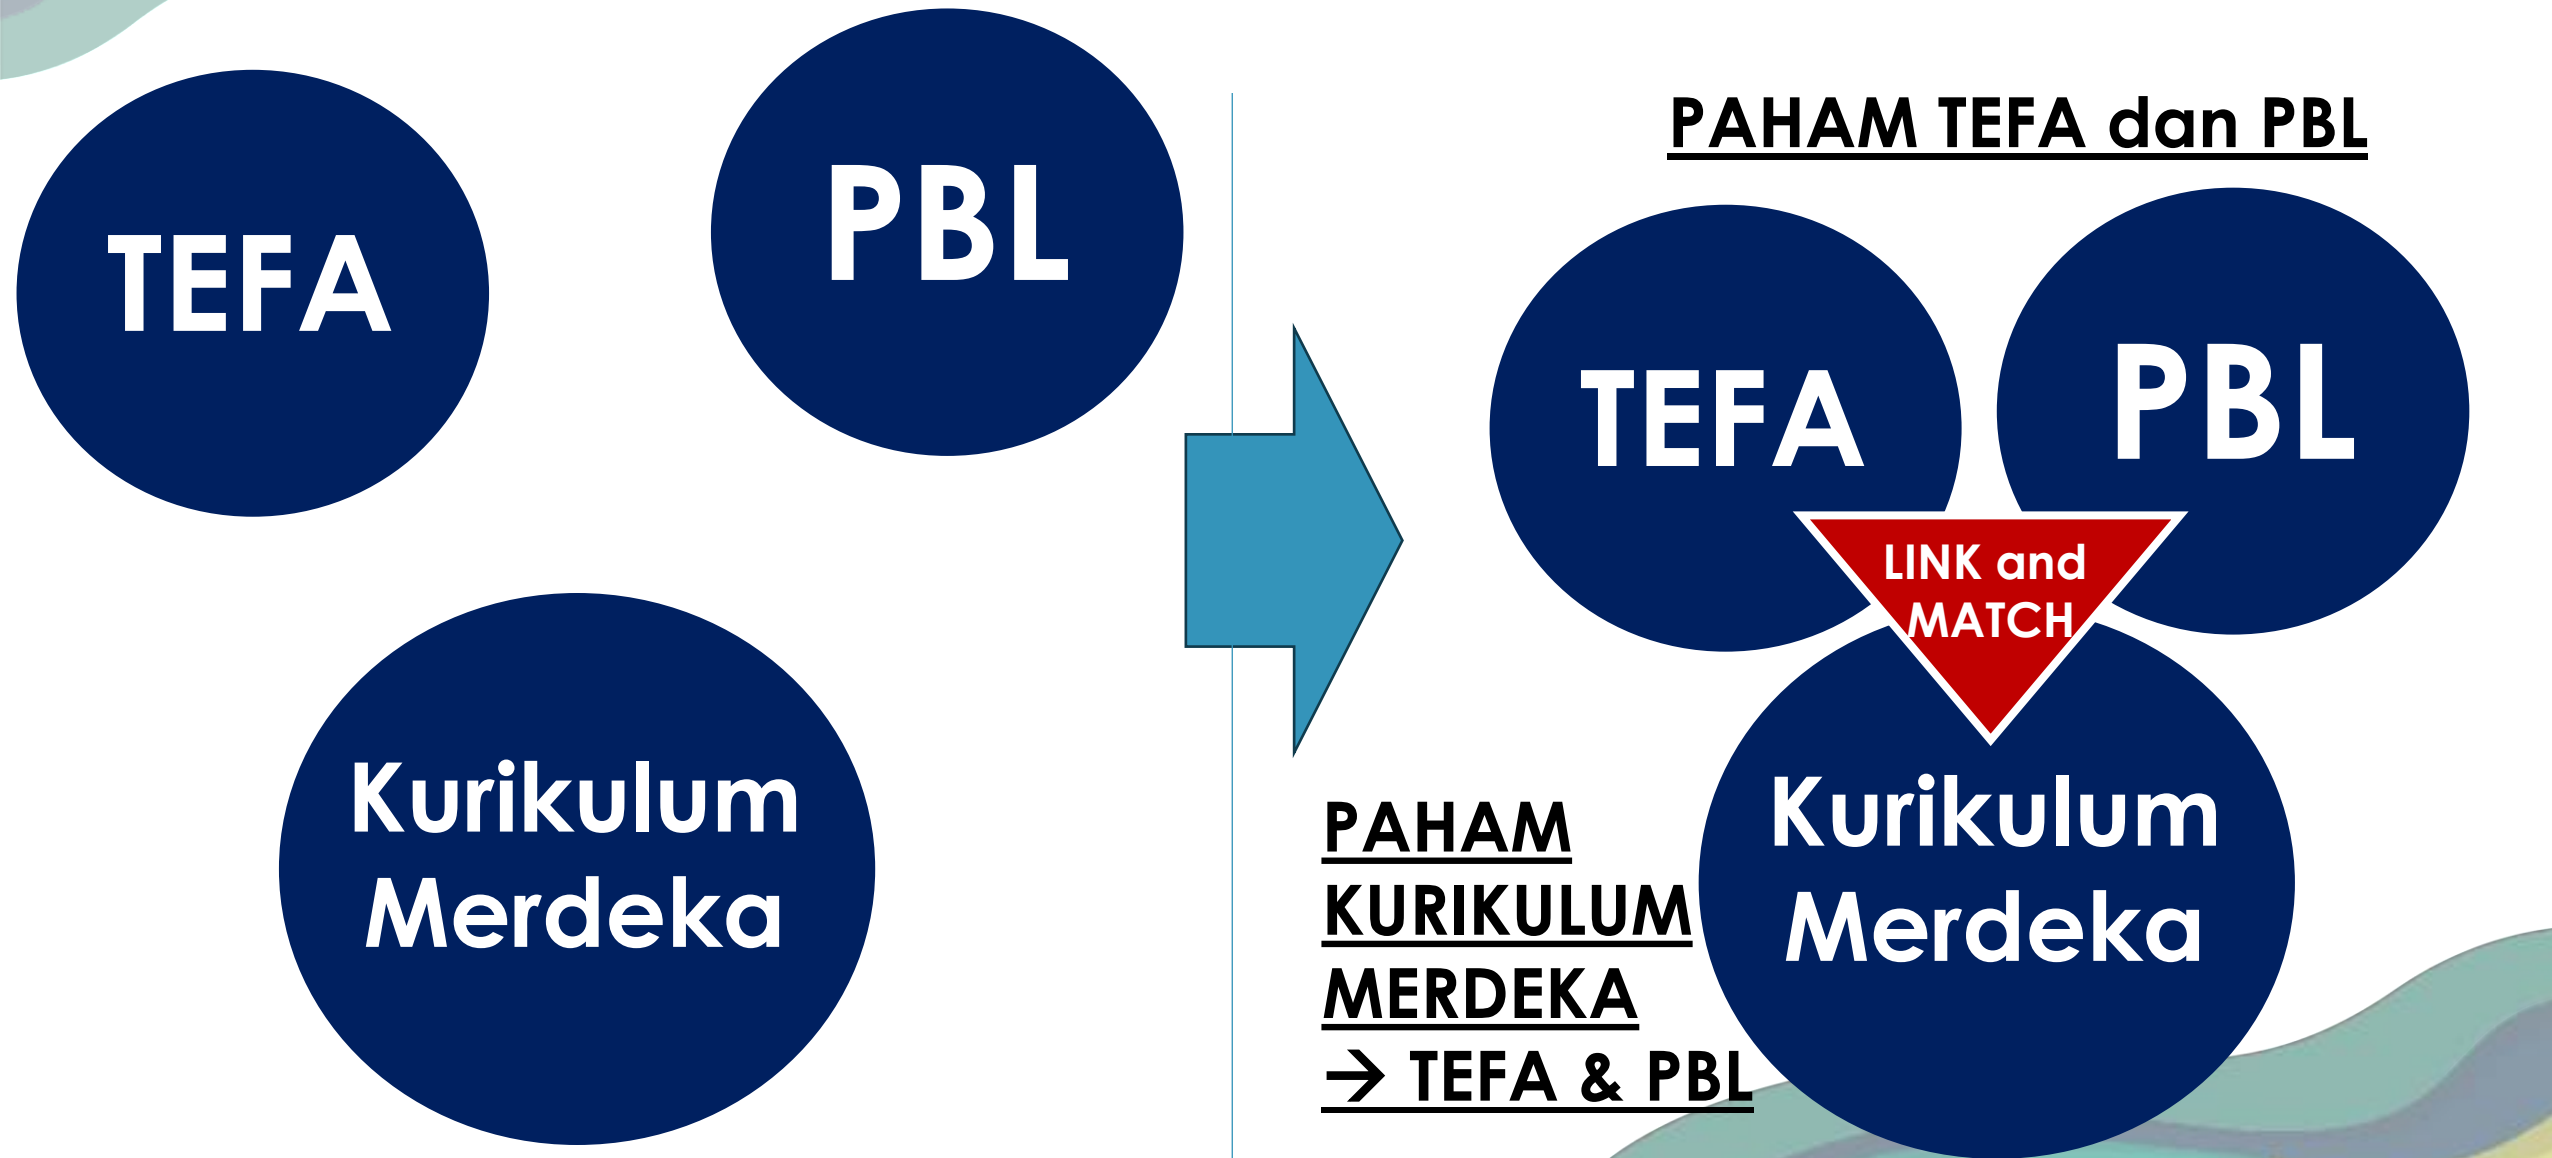 TEFA
PBL
Kurikulum
Merdeka
PAHAM TEFA dan PBL
TEFA
PBL
LINK and
MATCH
Kurikulum
Merdeka
PAHAM
KURIKULUM
MERDEKA
→ TEFA & PBL